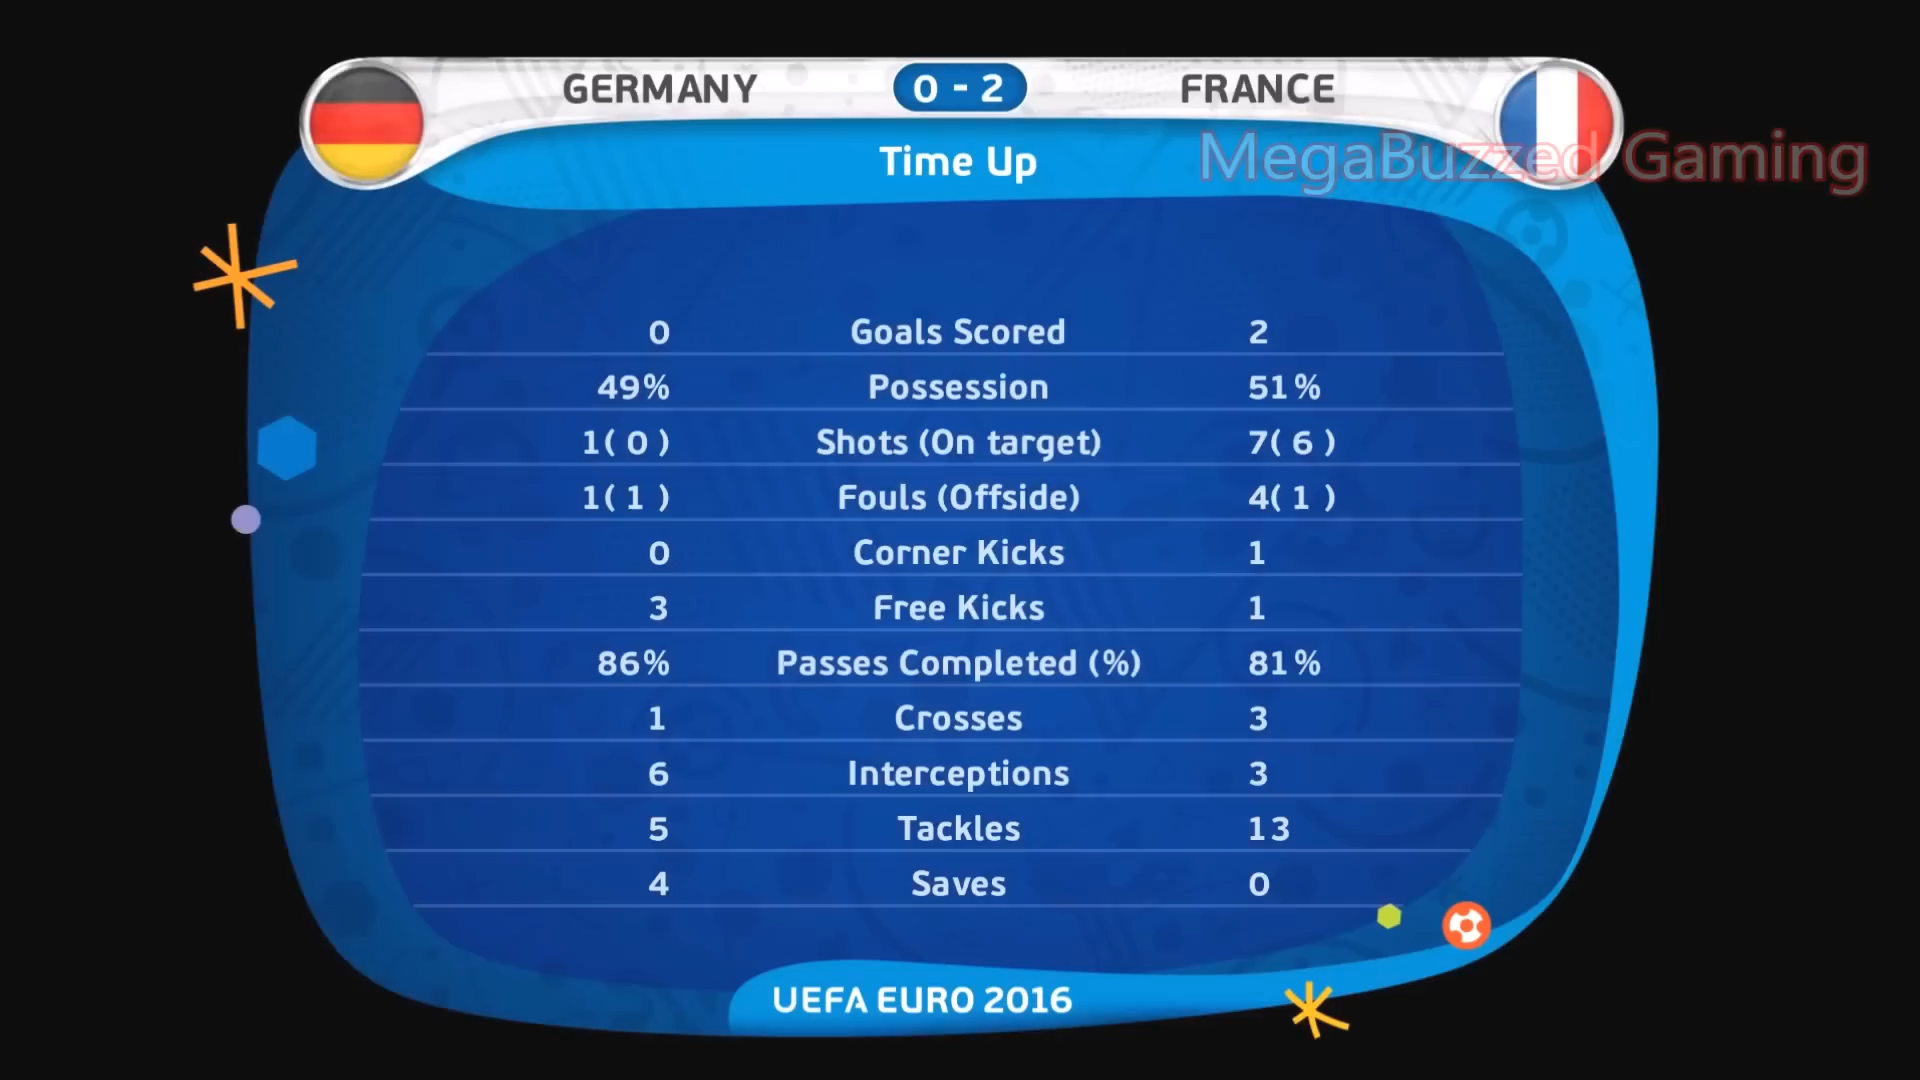 GERMANY 0 - 2 FRANCE
Time Up
MegaBuzzed Gaming
0 Goals Scored 2
49% Possession 51%
1( 0 ) Shots (On target) 7( 6 )
1( 1 ) Fouls (Offside) 4( 1 )
0 Corner Kicks 1
3 Free Kicks 1
86% Passes Completed (%) 81%
1 Crosses 3
6 Interceptions 3
5 Tackles 13
4 Saves 0
UEFA EURO 2016